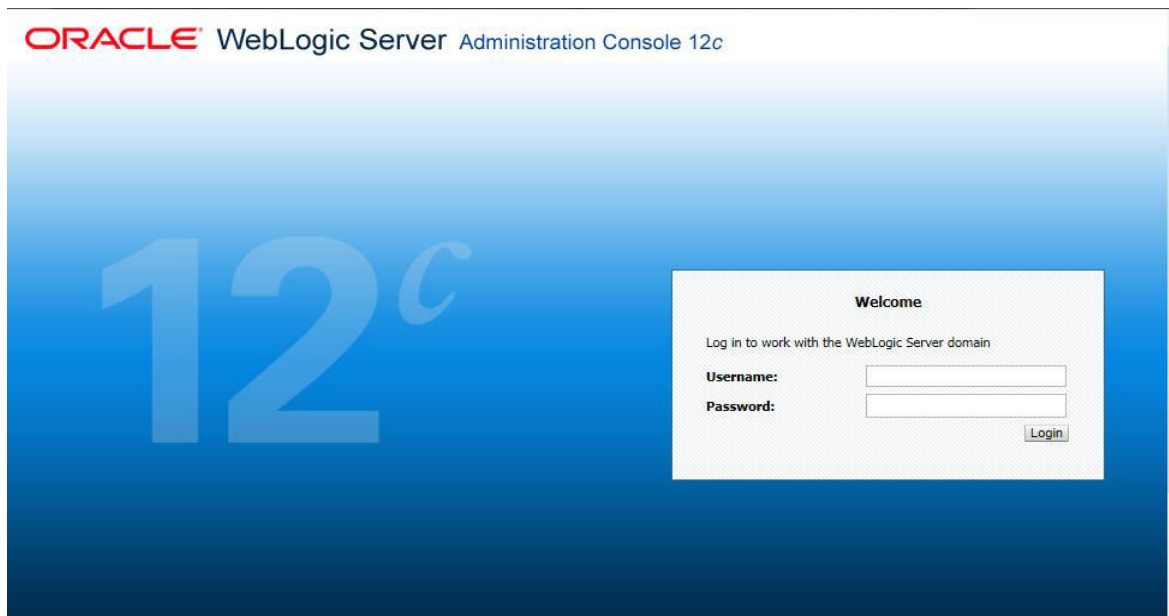 ORACLE WebLogic Server Administration Console 12c
12c
Welcome
Log in to work with the WebLogic Server domain
Username:
Password:
Login